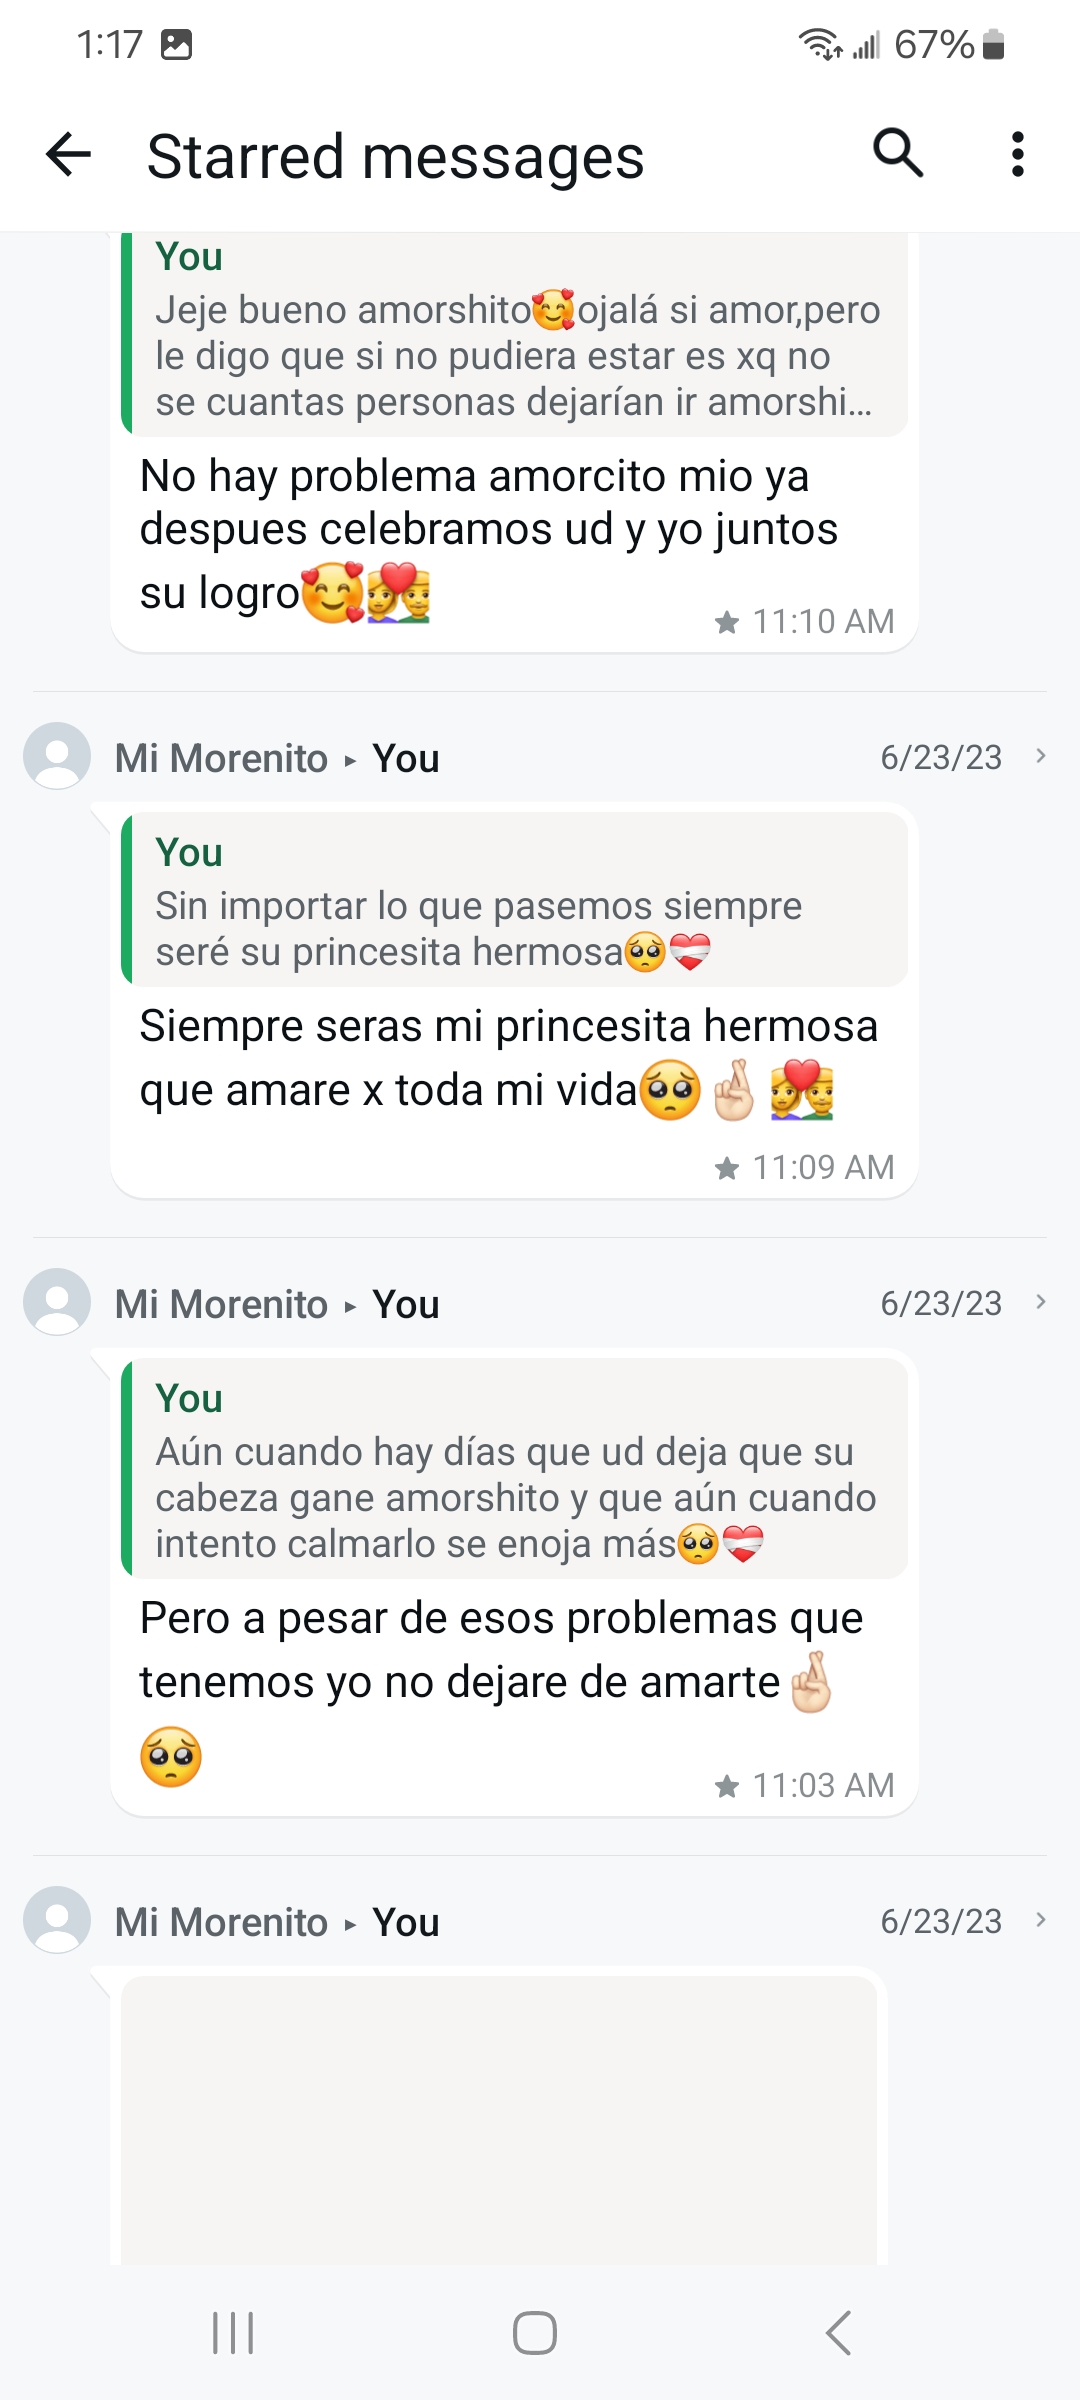 1:17
67%
Starred messages
You
Jeje bueno amorshito🥰ojalá si amor,pero
le digo que si no pudiera estar es xq no
se cuantas personas dejarían ir amorshi...
No hay problema amorcito mio ya
despues celebramos ud y yo juntos
su logro🥰👩‍❤️‍👨
11:10 AM
Mi Morenito ▸ You
6/23/23
You
Sin importar lo que pasemos siempre
seré su princesita hermosa🥺❤️‍🩹
Siempre seras mi princesita hermosa
que amare x toda mi vida🥺🤞🏻👩‍❤️‍👨
11:09 AM
Mi Morenito ▸ You
6/23/23
You
Aún cuando hay días que ud deja que su
cabeza gane amorshito y que aún cuando
intento calmarlo se enoja más🥺❤️‍🩹
Pero a pesar de esos problemas que
tenemos yo no dejare de amarte🤞🏻
🥺
11:03 AM
Mi Morenito ▸ You
6/23/23